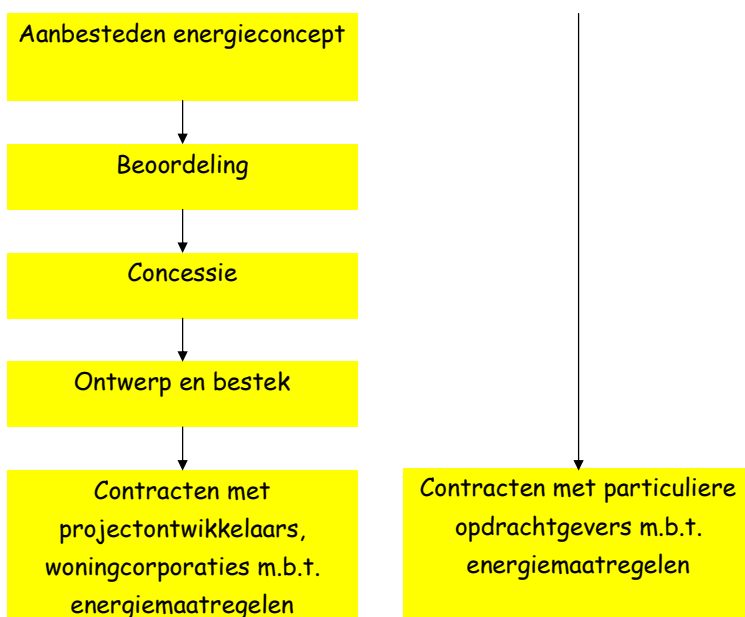 Aanbesteden energieconcept
Beoordeling
Concessie
Ontwerp en bestek
Contracten met
projectontwikkelaars,
woningcorporaties m.b.t.
energiemaatregelen
Contracten met particuliere
opdrachtgevers m.b.t.
energiemaatregelen